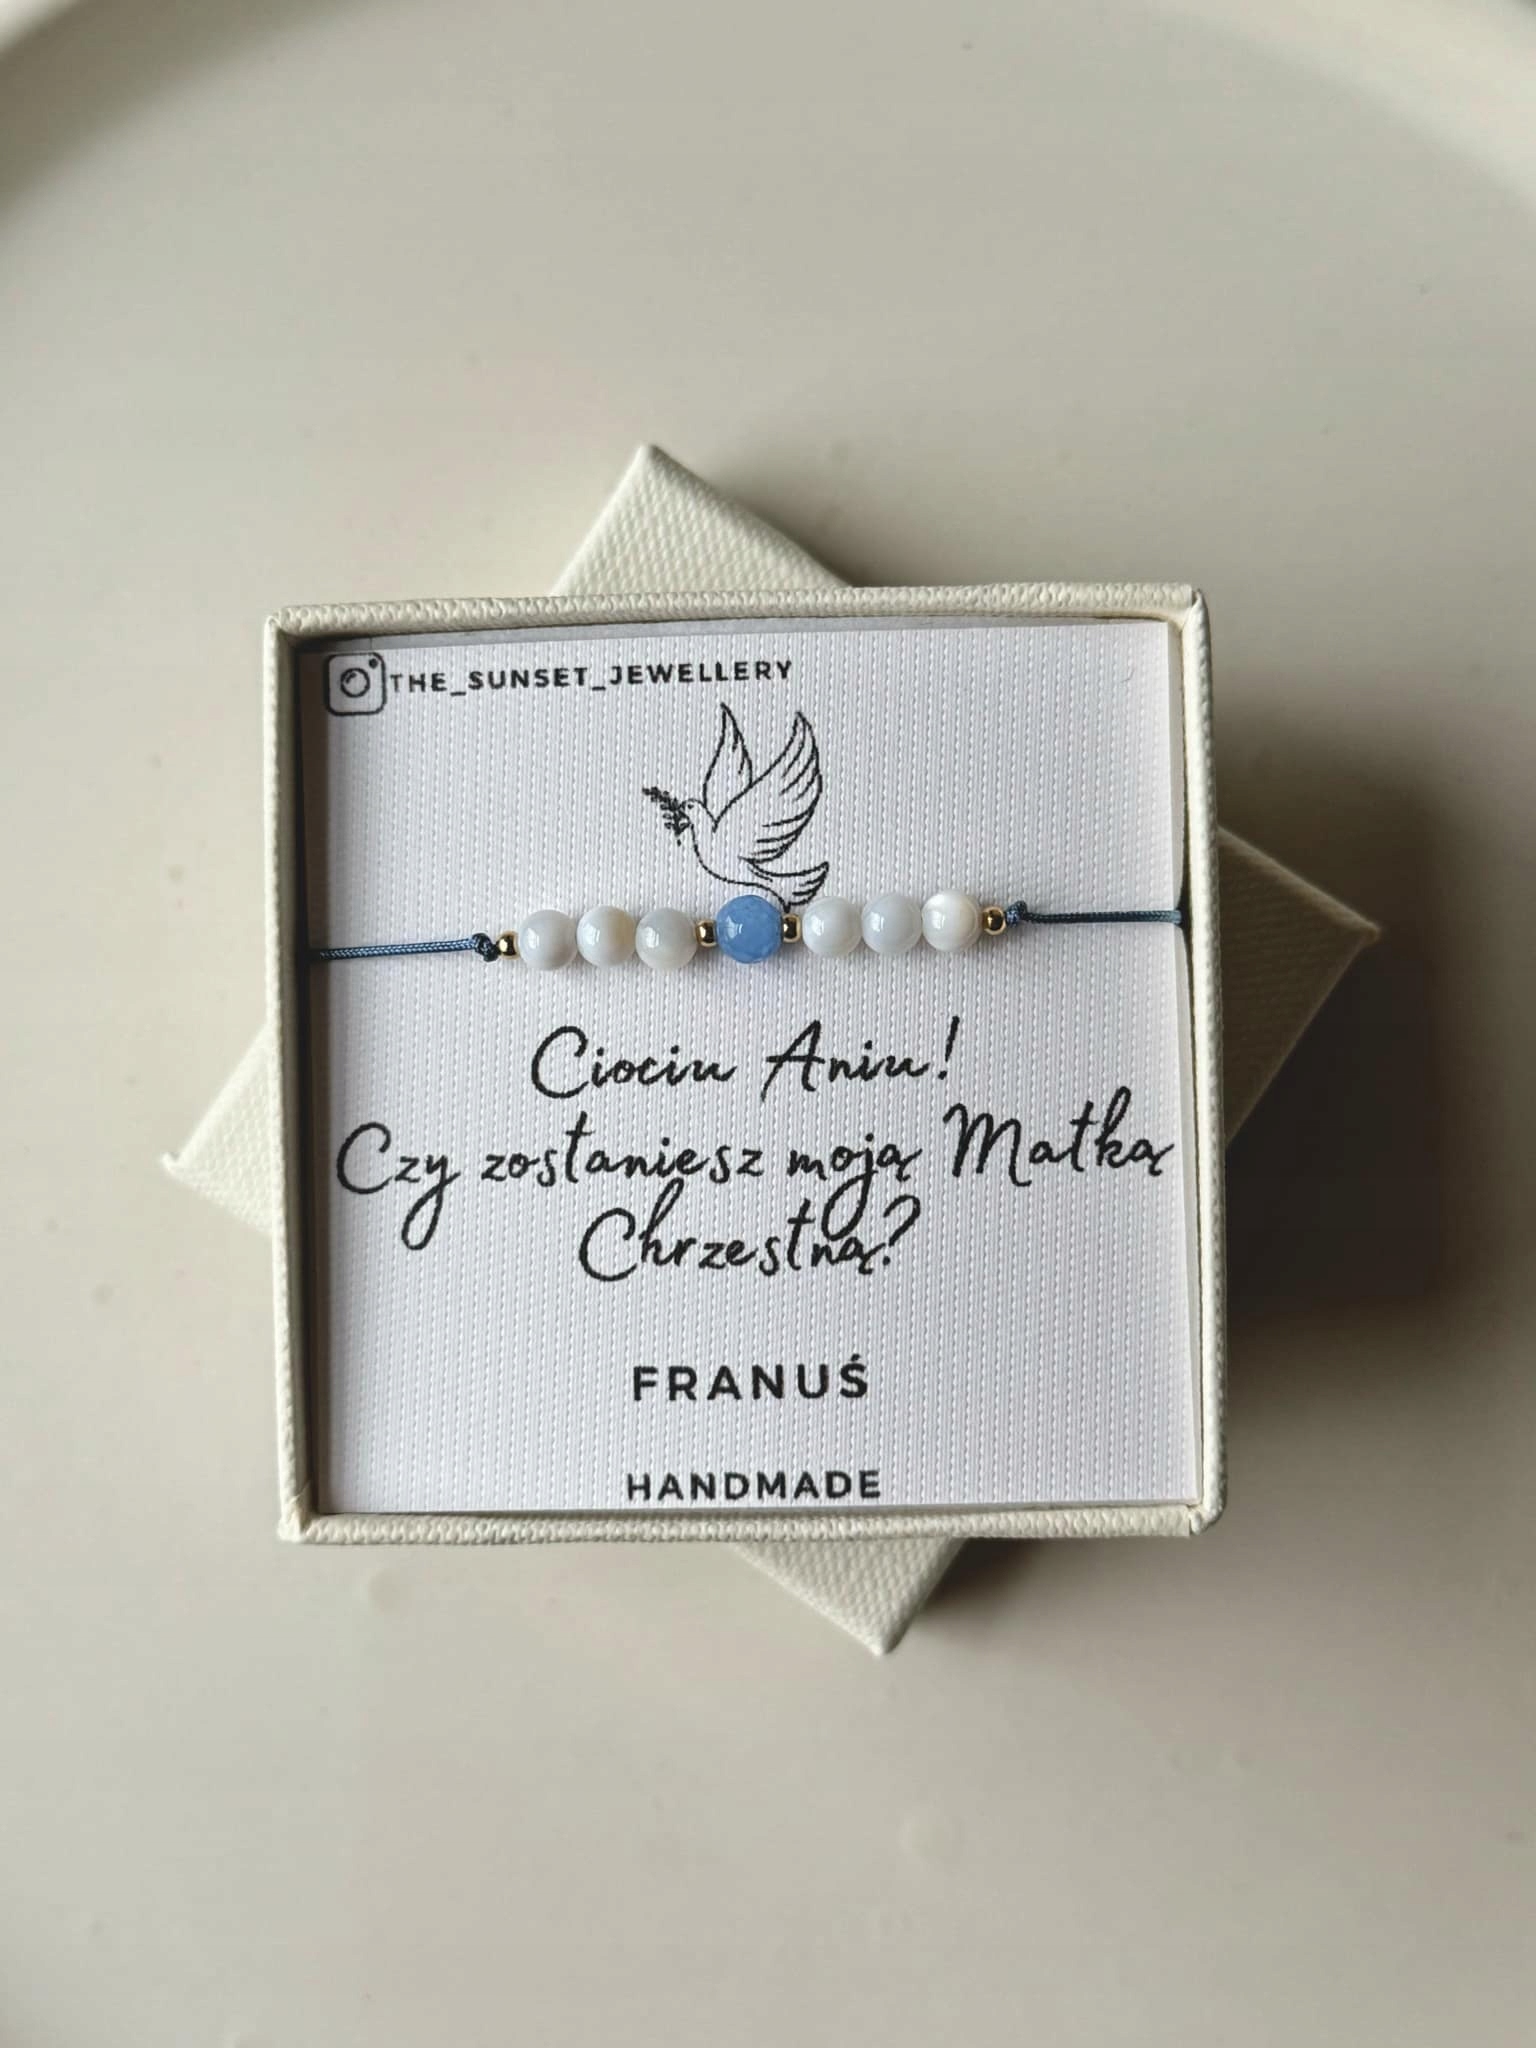 THE_SUNSET_JEWELLERY
Ciociu Aniu!
Czy zostaniesz moją Matką
Chrzestną?
FRANUŚ
HANDMADE